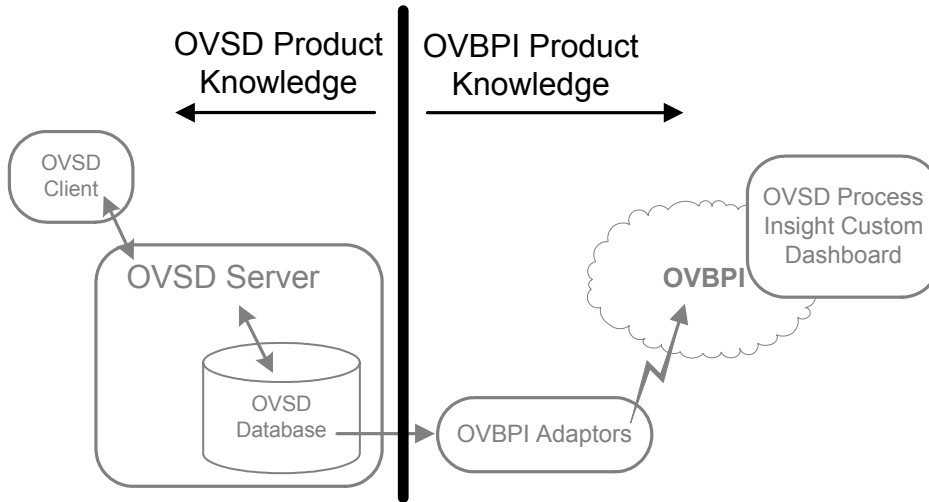 OVSD Product
Knowledge
OVBPI Product
Knowledge
OVSD
Client
OVSD Process
Insight Custom
Dashboard
OVSD Server
OVBPI
OVSD
Database
OVBPI Adaptors